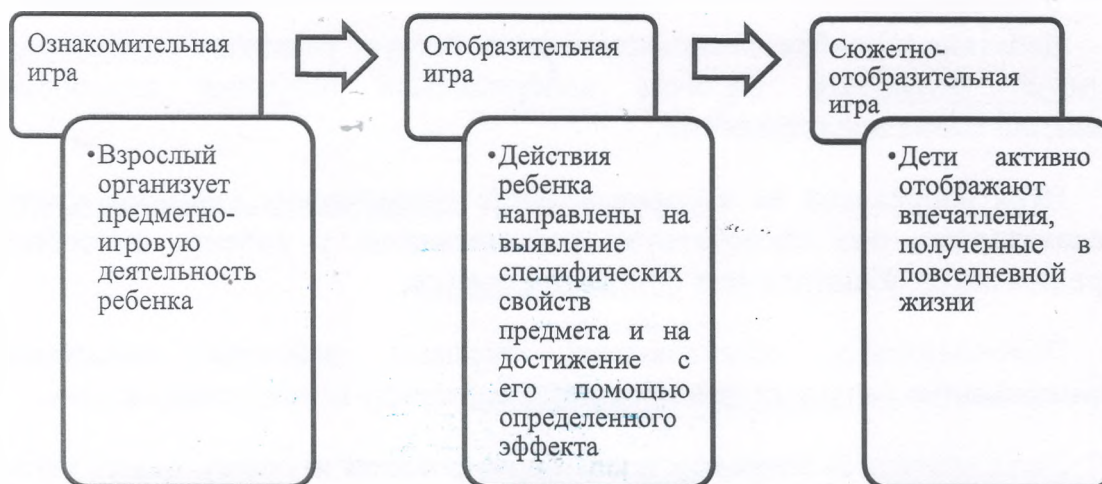 Ознакомительная
игра
•Взрослый
организует
предметно-
игровую
деятельность
ребенка
Отобразительная
игра
•Действия
ребенка
направлены на
выявление
специфических
свойств
предмета и на
достижение с
его помощью
определенного
эффекта
Сюжетно-
отобразительная
игра
•Дети активно
отображают
впечатления,
полученные в
повседневной
жизни